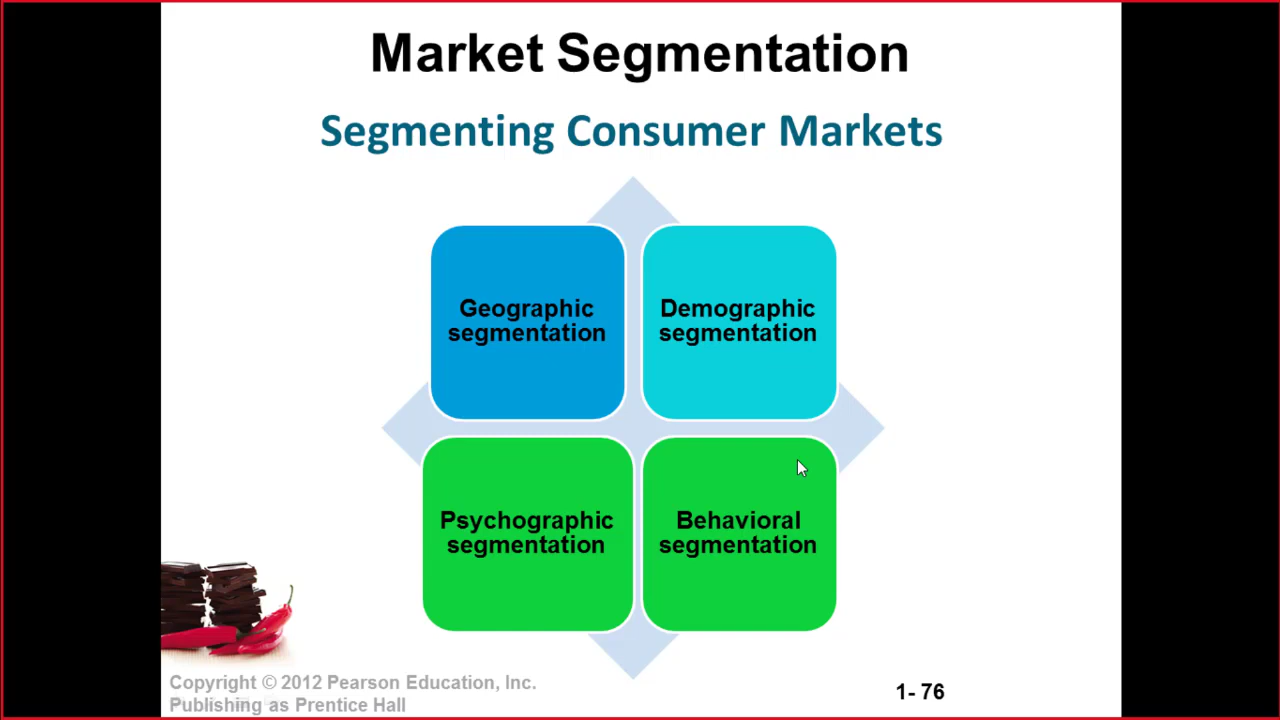 Market Segmentation
Segmenting Consumer Markets
Geographic
segmentation
Demographic
segmentation
Psychographic
segmentation
Behavioral
segmentation
Copyright © 2012 Pearson Education, Inc.
Publishing as Prentice Hall
1- 76